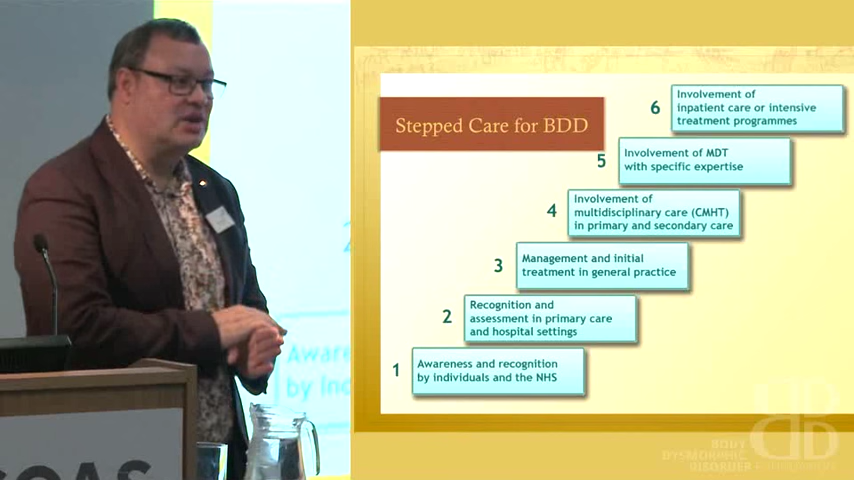 Stepped Care for BDD
6
Involvement of
inpatient care or intensive
treatment programmes
5
Involvement of MDT
with specific expertise
4
Involvement of
multidisciplinary care (CMHT)
in primary and secondary care
3
Management and initial
treatment in general practice
2
Recognition and
assessment in primary care
and hospital settings
1
Awareness and recognition
by individuals and the NHS
Aware
by ind
SOAS
BODY
DYSMORPHIC
DISORDER